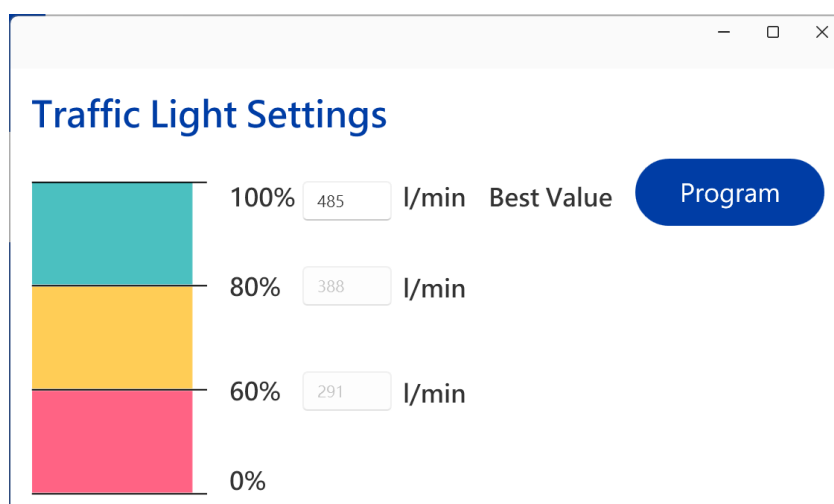 Traffic Light Settings
100% 485 l/min Best Value Program
80% 388 l/min
60% 291 l/min
0%